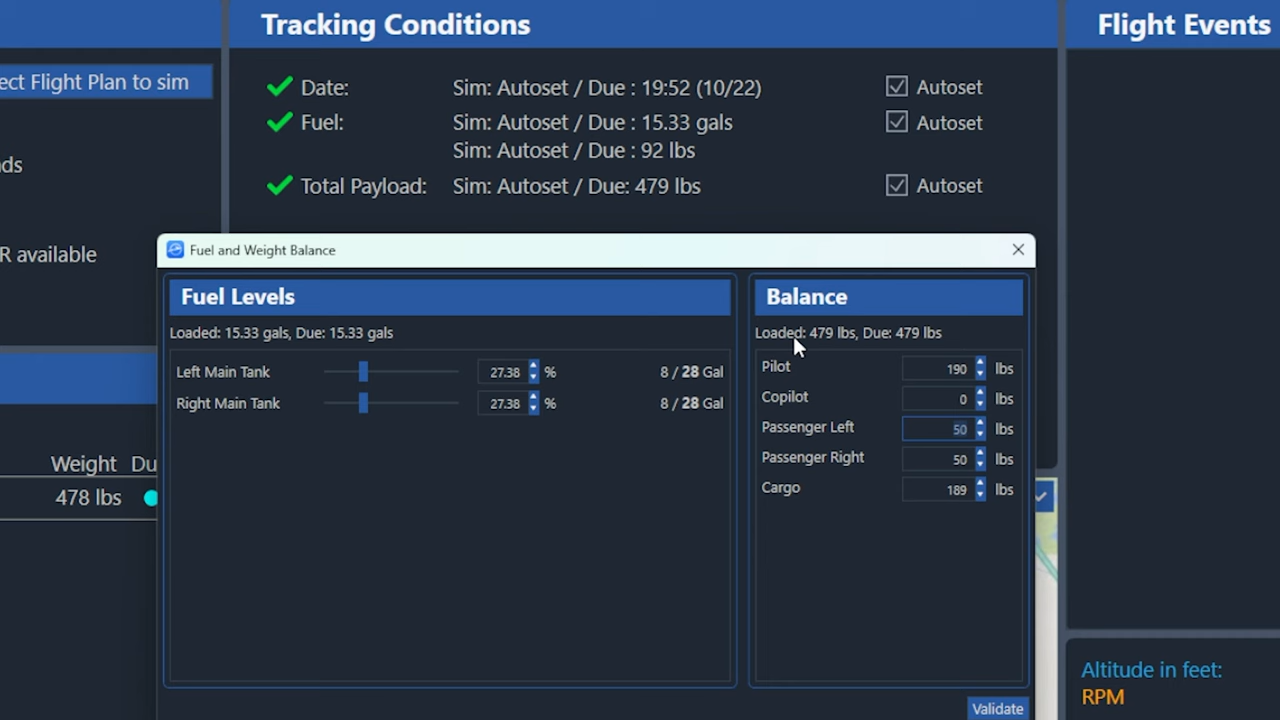 Tracking Conditions
Flight Events
ect Flight Plan to sim
Date: Sim: Autoset / Due : 19:52 (10/22) Autoset
Fuel: Sim: Autoset / Due : 15.33 gals Autoset
Sim: Autoset / Due : 92 lbs
Total Payload: Sim: Autoset / Due: 479 lbs Autoset
nds
R available
Fuel and Weight Balance
Fuel Levels
Loaded: 15.33 gals, Due: 15.33 gals
Left Main Tank 27.38 % 8 / 28 Gal
Right Main Tank 27.38 % 8 / 28 Gal
Balance
Loaded: 479 lbs, Due: 479 lbs
Pilot 190 lbs
Copilot 0 lbs
Passenger Left 50 lbs
Passenger Right 50 lbs
Cargo 189 lbs
Validate
Weight Du
478 lbs
Altitude in feet:
RPM